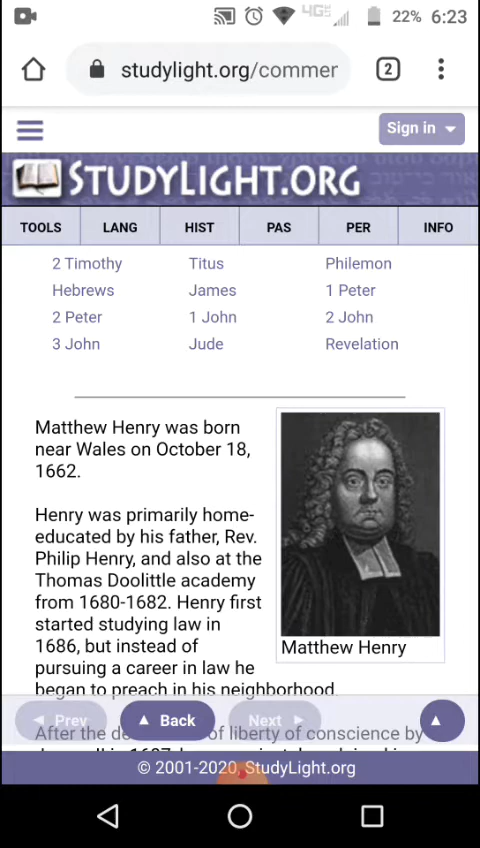 4G
22% 6:23
studylight.org/commer
2
Sign in
STUDYLIGHT.ORG
TOOLS LANG HIST PAS PER INFO
2 Timothy Titus Philemon
Hebrews James 1 Peter
2 Peter 1 John 2 John
3 John Jude Revelation
Matthew Henry was born
near Wales on October 18,
1662.
Henry was primarily home-
educated by his father, Rev.
Philip Henry, and also at the
Thomas Doolittle academy
from 1680-1682. Henry first
started studying law in
1686, but instead of
pursuing a career in law he
began to preach in his neighborhood.
Matthew Henry
Prev Back Next
After the of liberty of conscience by
© 2001-2020, StudyLight.org